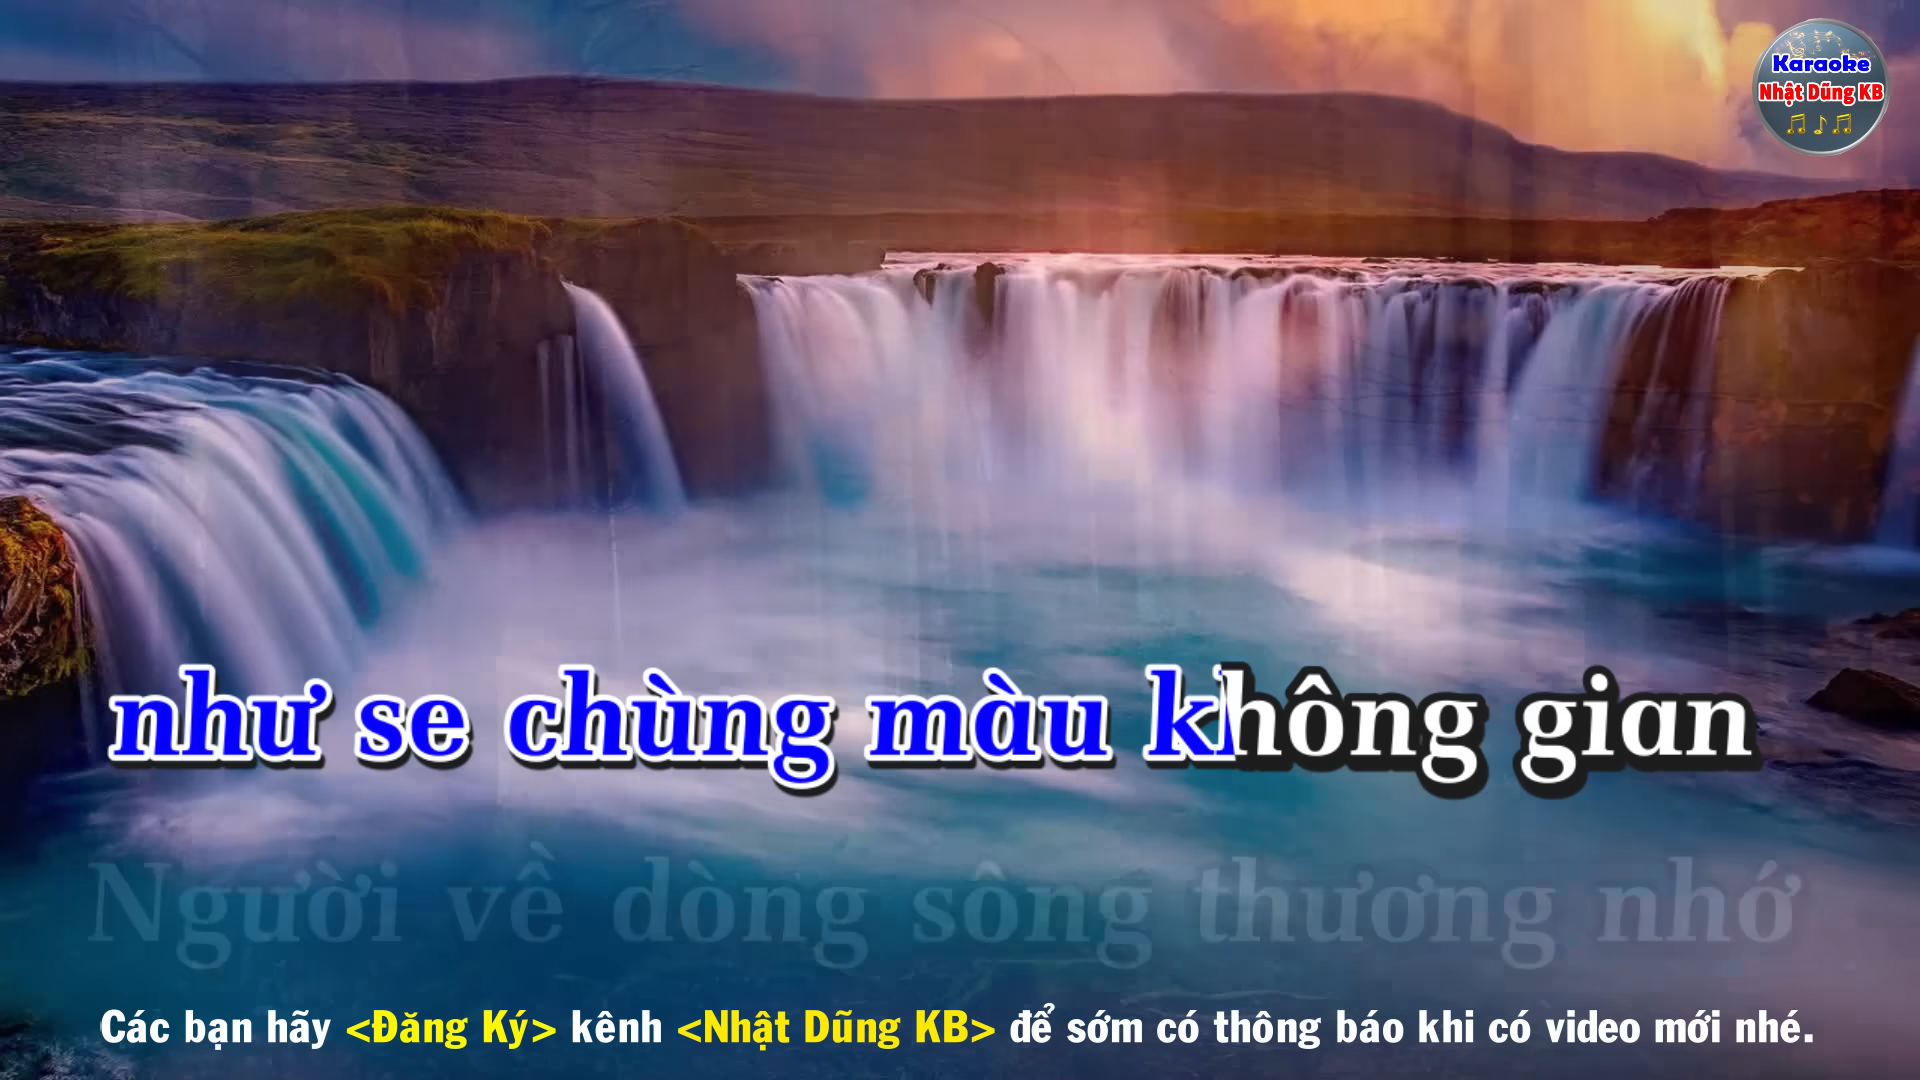 Karaoke
Nhật Dũng KB
như se chùng màu không gian
Người về dòng sông thương nhớ
Các bạn hãy <Đăng Ký> kênh <Nhật Dũng KB> để sớm có thông báo khi có video mới nhé.